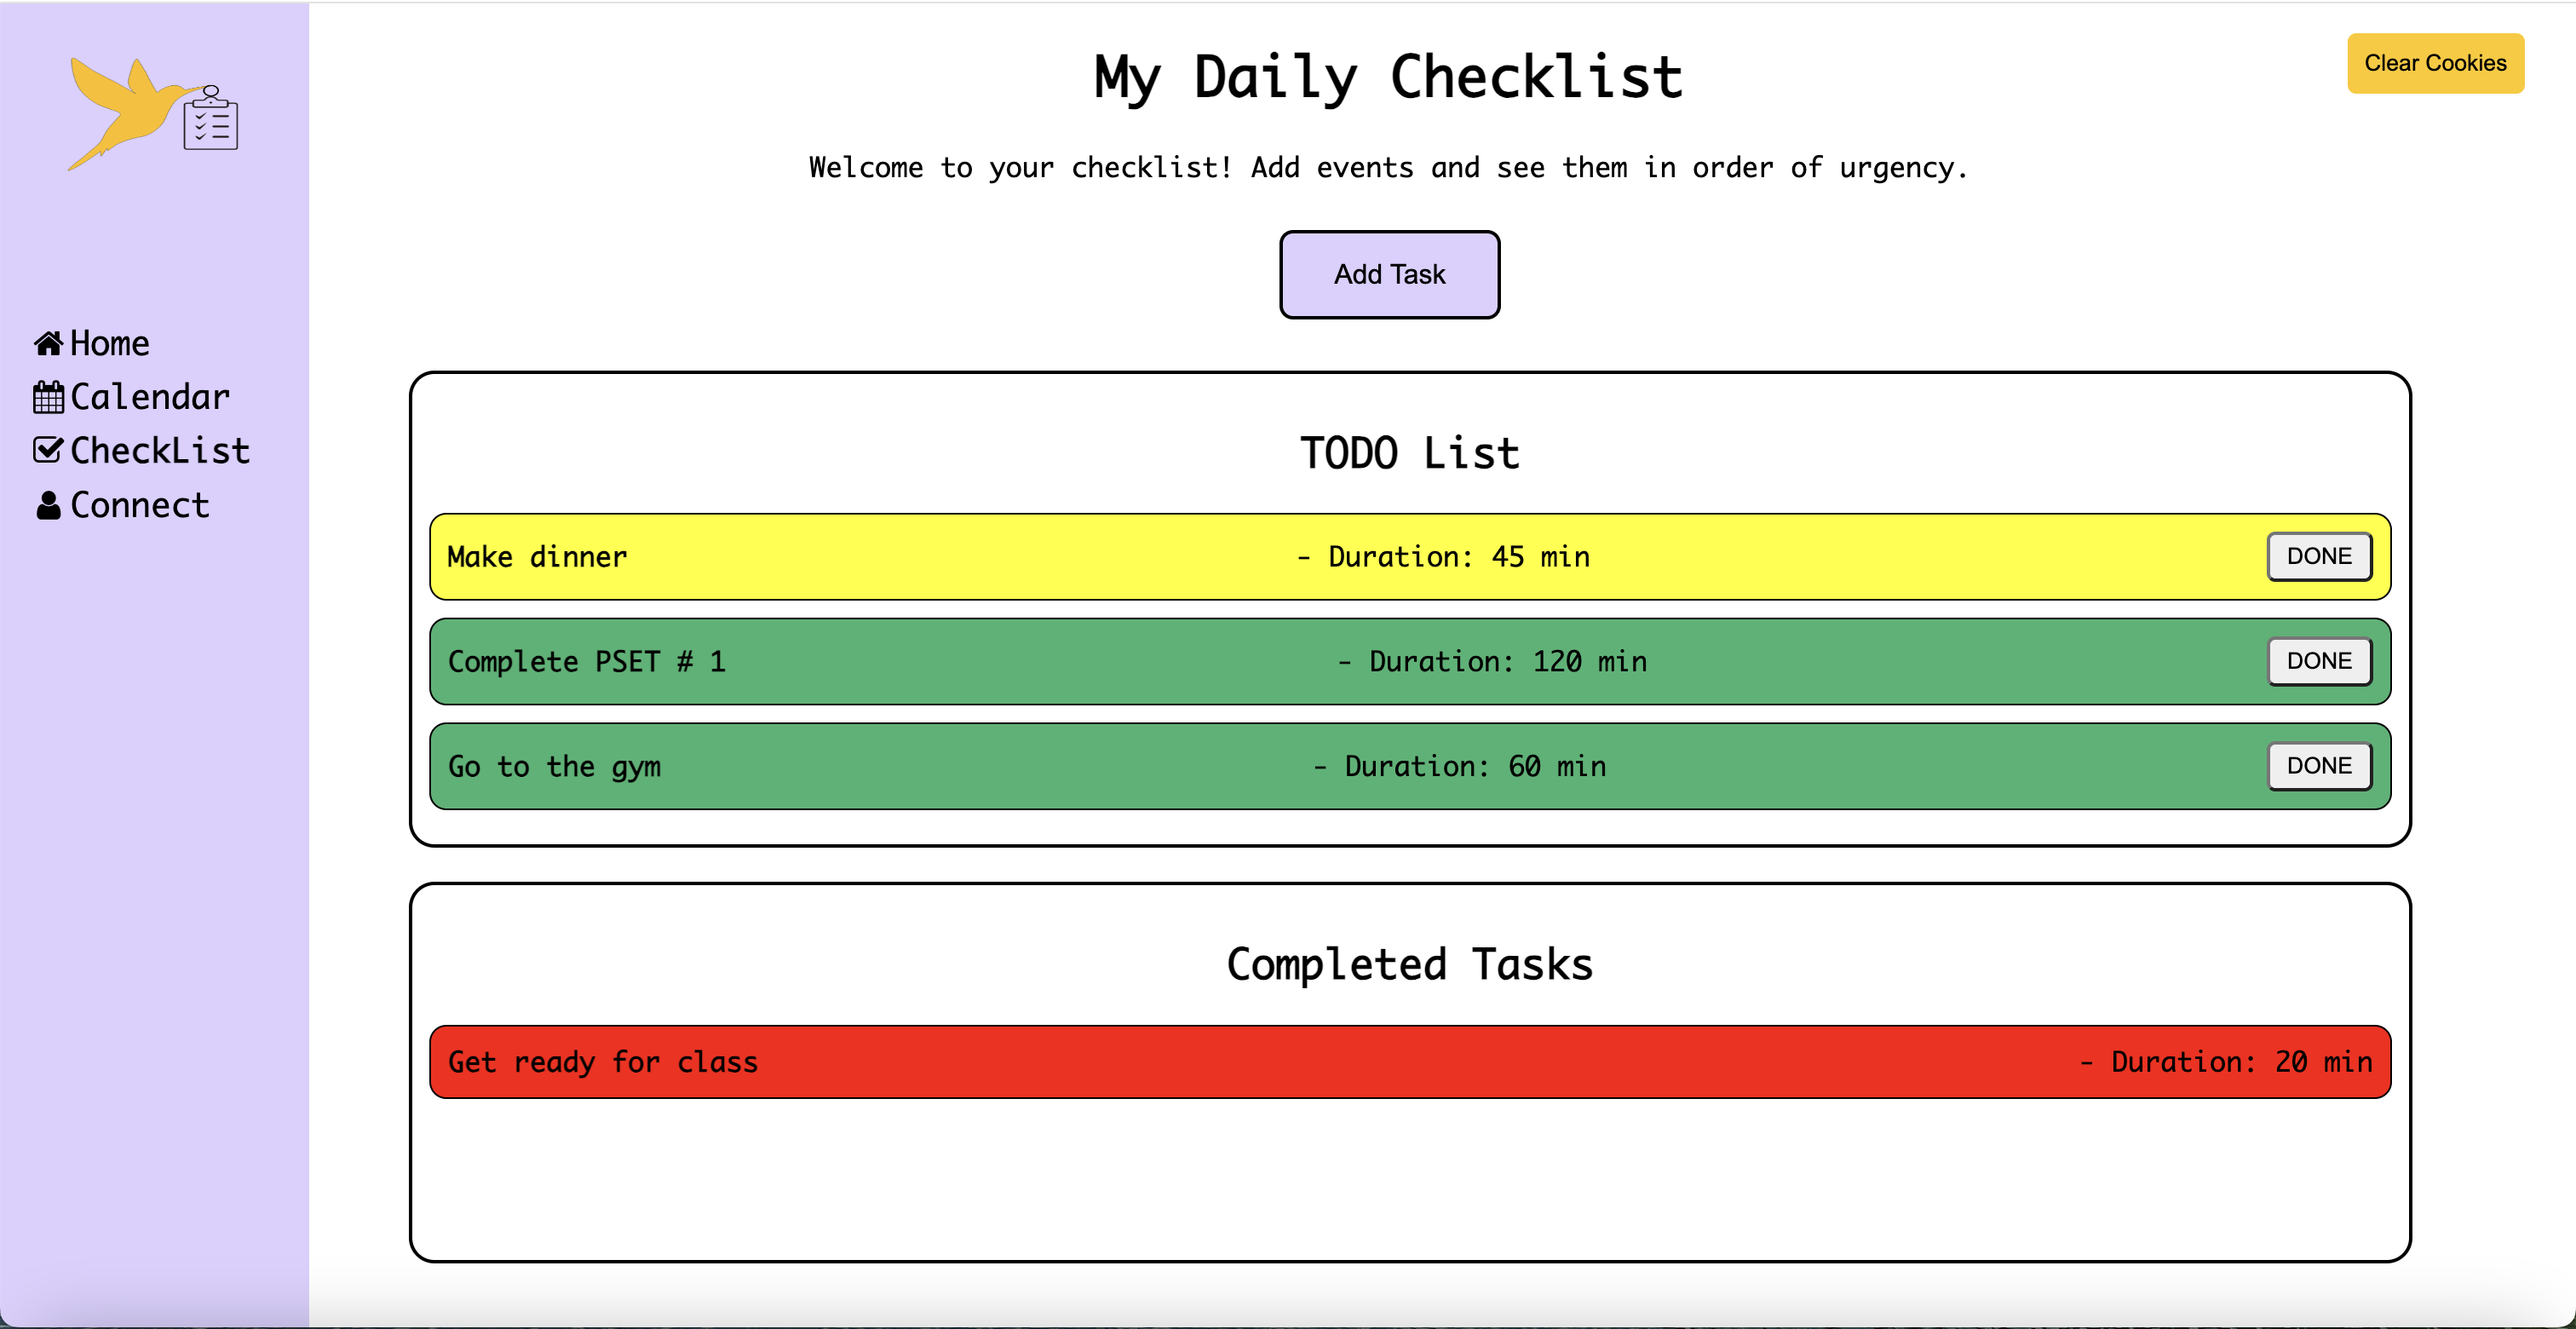 My Daily Checklist
Clear Cookies
Welcome to your checklist! Add events and see them in order of urgency.
Add Task
Home
Calendar
CheckList
Connect
TODO List
Make dinner - Duration: 45 min DONE
Complete PSET # 1 - Duration: 120 min DONE
Go to the gym - Duration: 60 min DONE
Completed Tasks
Get ready for class - Duration: 20 min